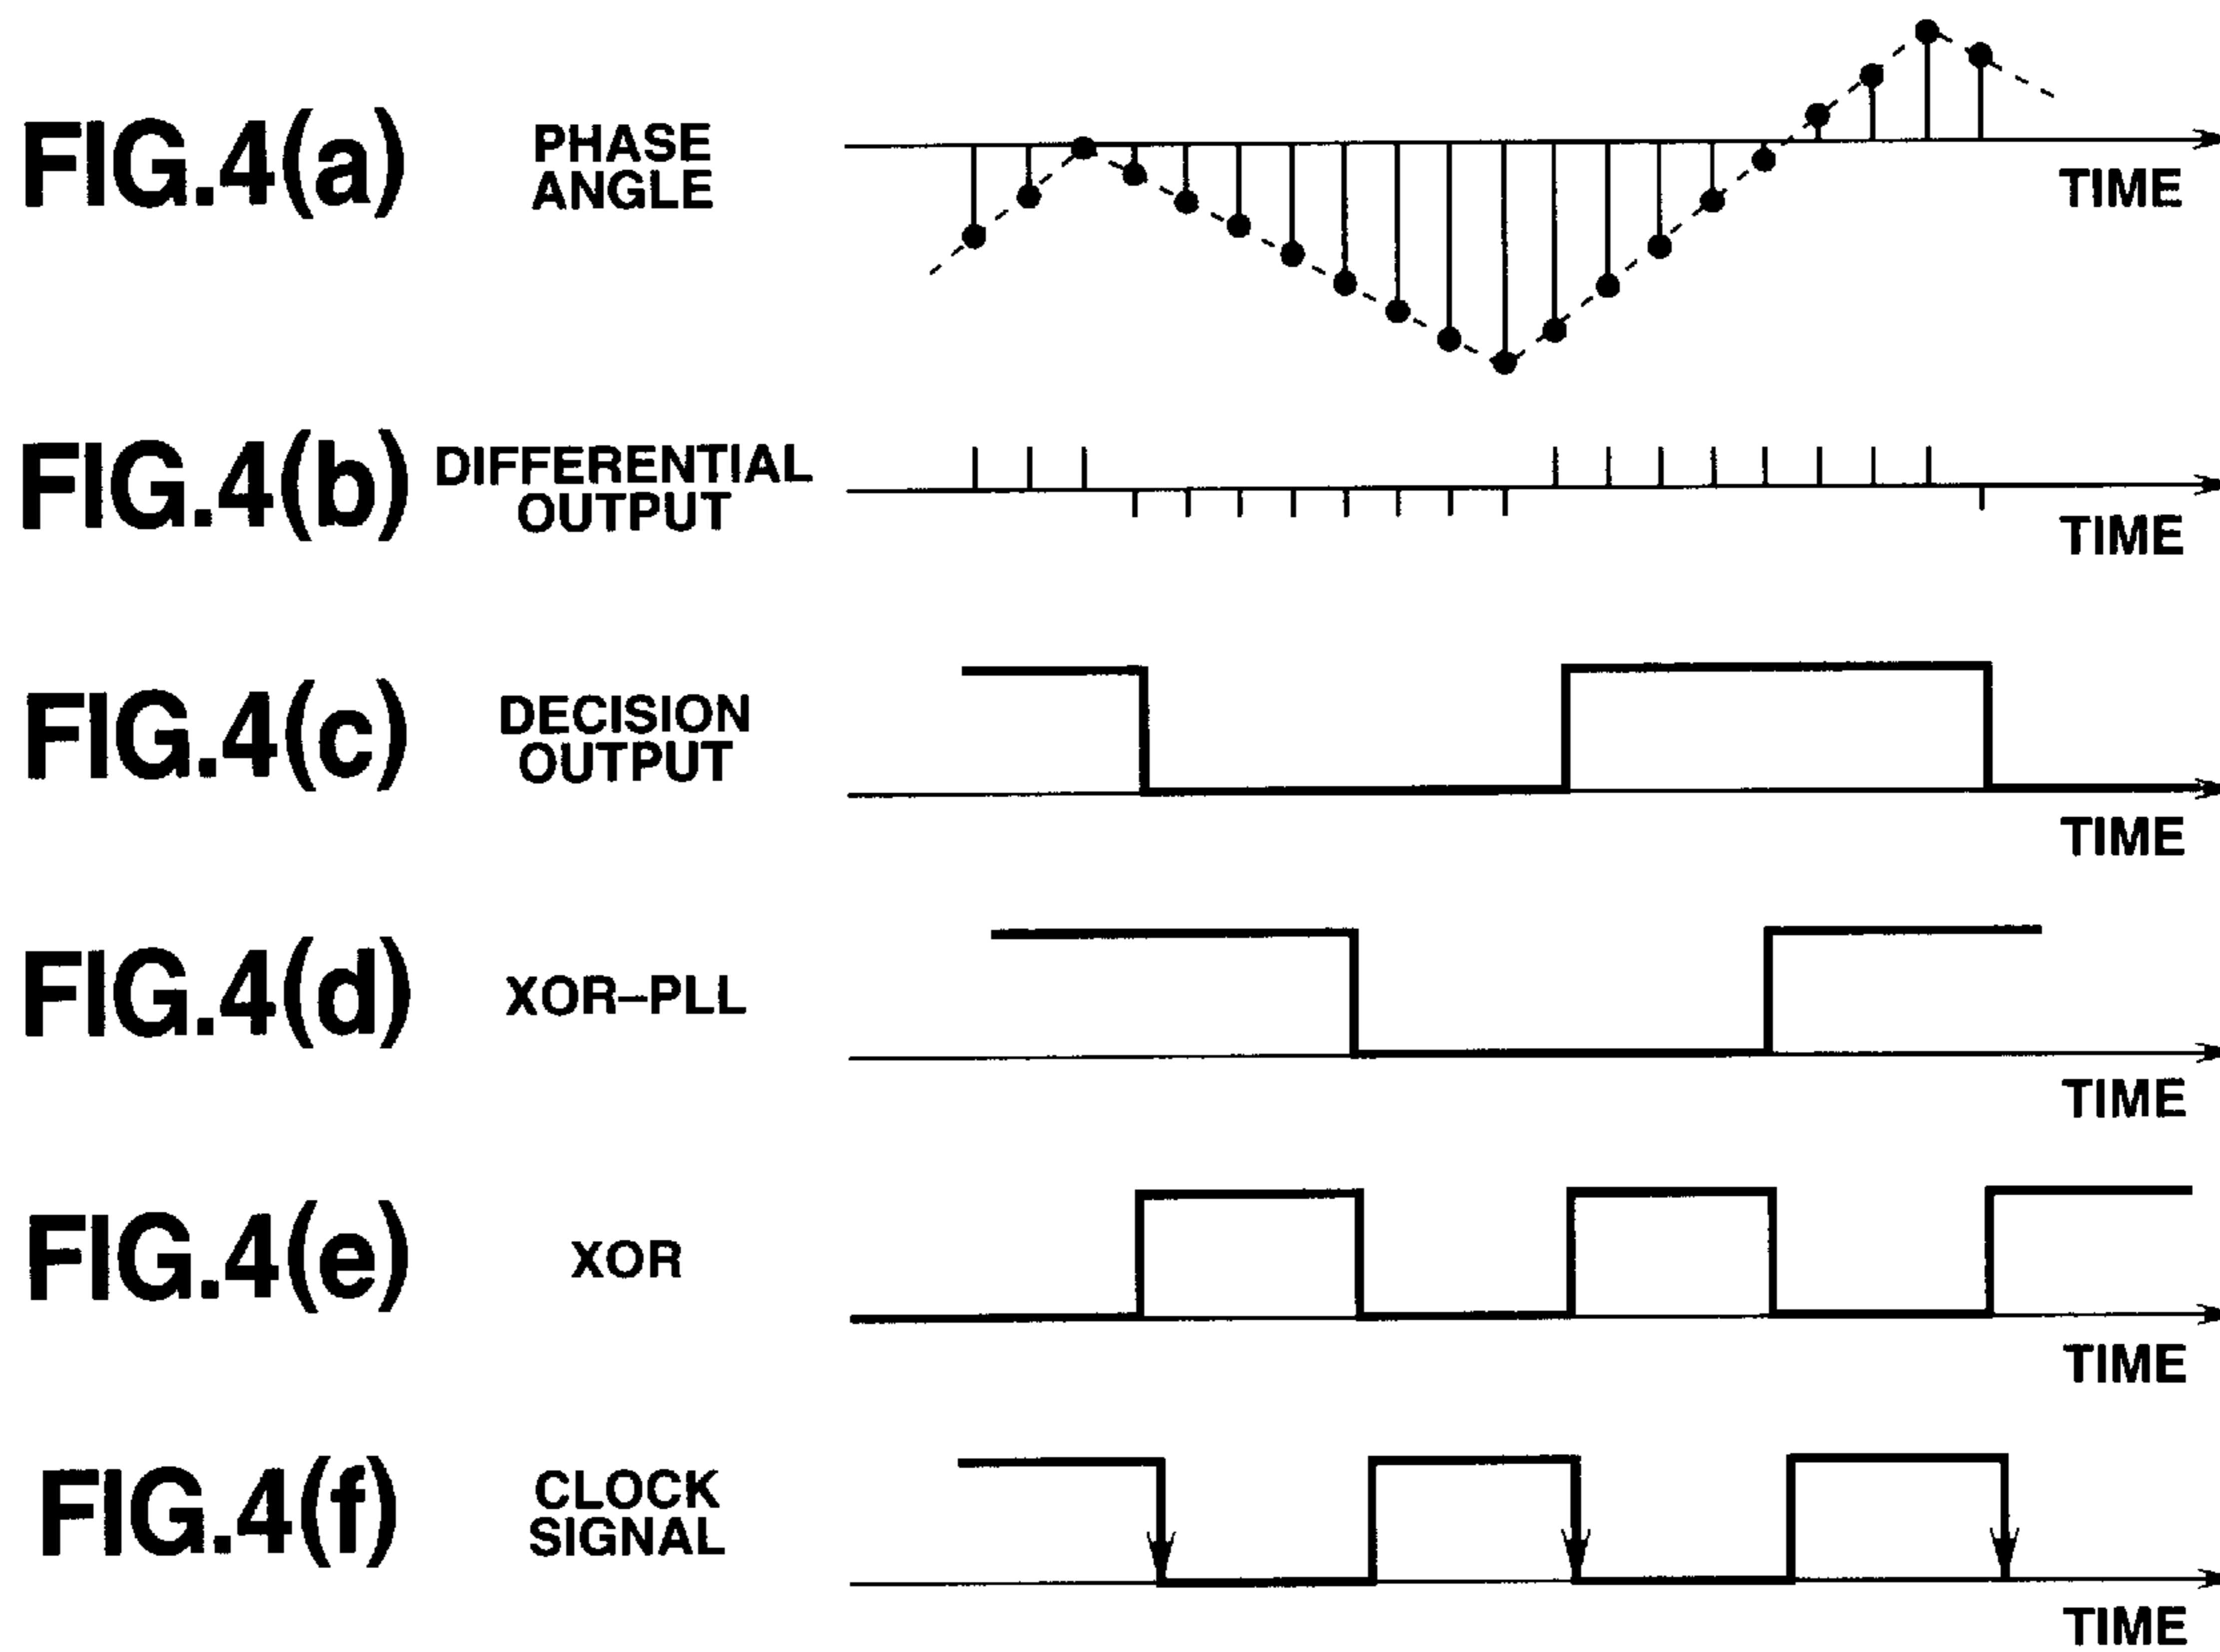 FIG.4(a)
PHASE
ANGLE
TIME
FIG.4(b)
DIFFERENTIAL
OUTPUT
TIME
FIG.4(c)
DECISION
OUTPUT
TIME
FIG.4(d)
XOR–PLL
TIME
FIG.4(e)
XOR
TIME
FIG.4(f)
CLOCK
SIGNAL
TIME